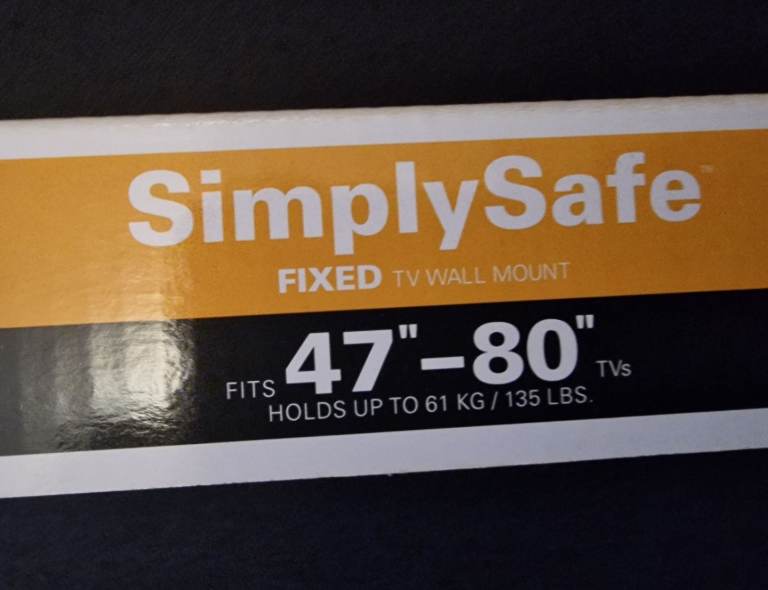 SimplySafe™
FIXED TV WALL MOUNT
FITS 47"–80" TVs
HOLDS UP TO 61 KG / 135 LBS.